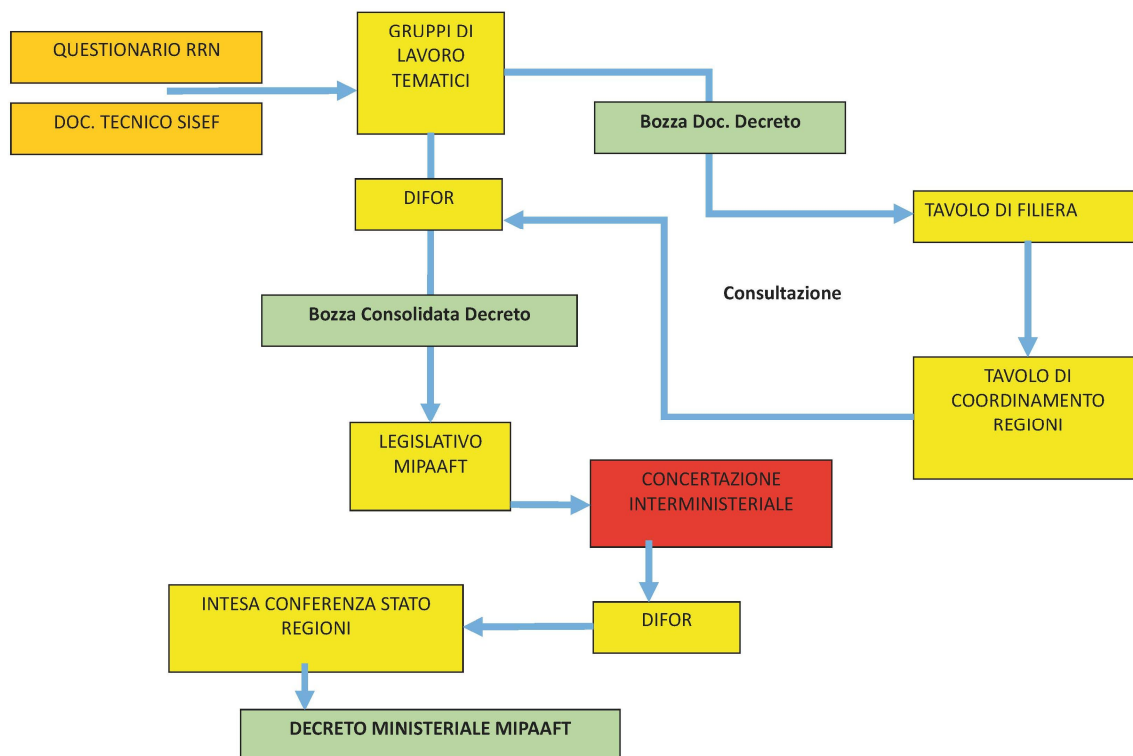 QUESTIONARIO RRN
DOC. TECNICO SISEF
GRUPPI DI
LAVORO
TEMATICI
Bozza Doc. Decreto
DIFOR
TAVOLO DI FILIERA
Consultazione
Bozza Consolidata Decreto
TAVOLO DI
COORDINAMENTO
REGIONI
LEGISLATIVO
MIPAAFT
CONCERTAZIONE
INTERMINISTERIALE
DIFOR
INTESA CONFERENZA STATO
REGIONI
DECRETO MINISTERIALE MIPAAFT